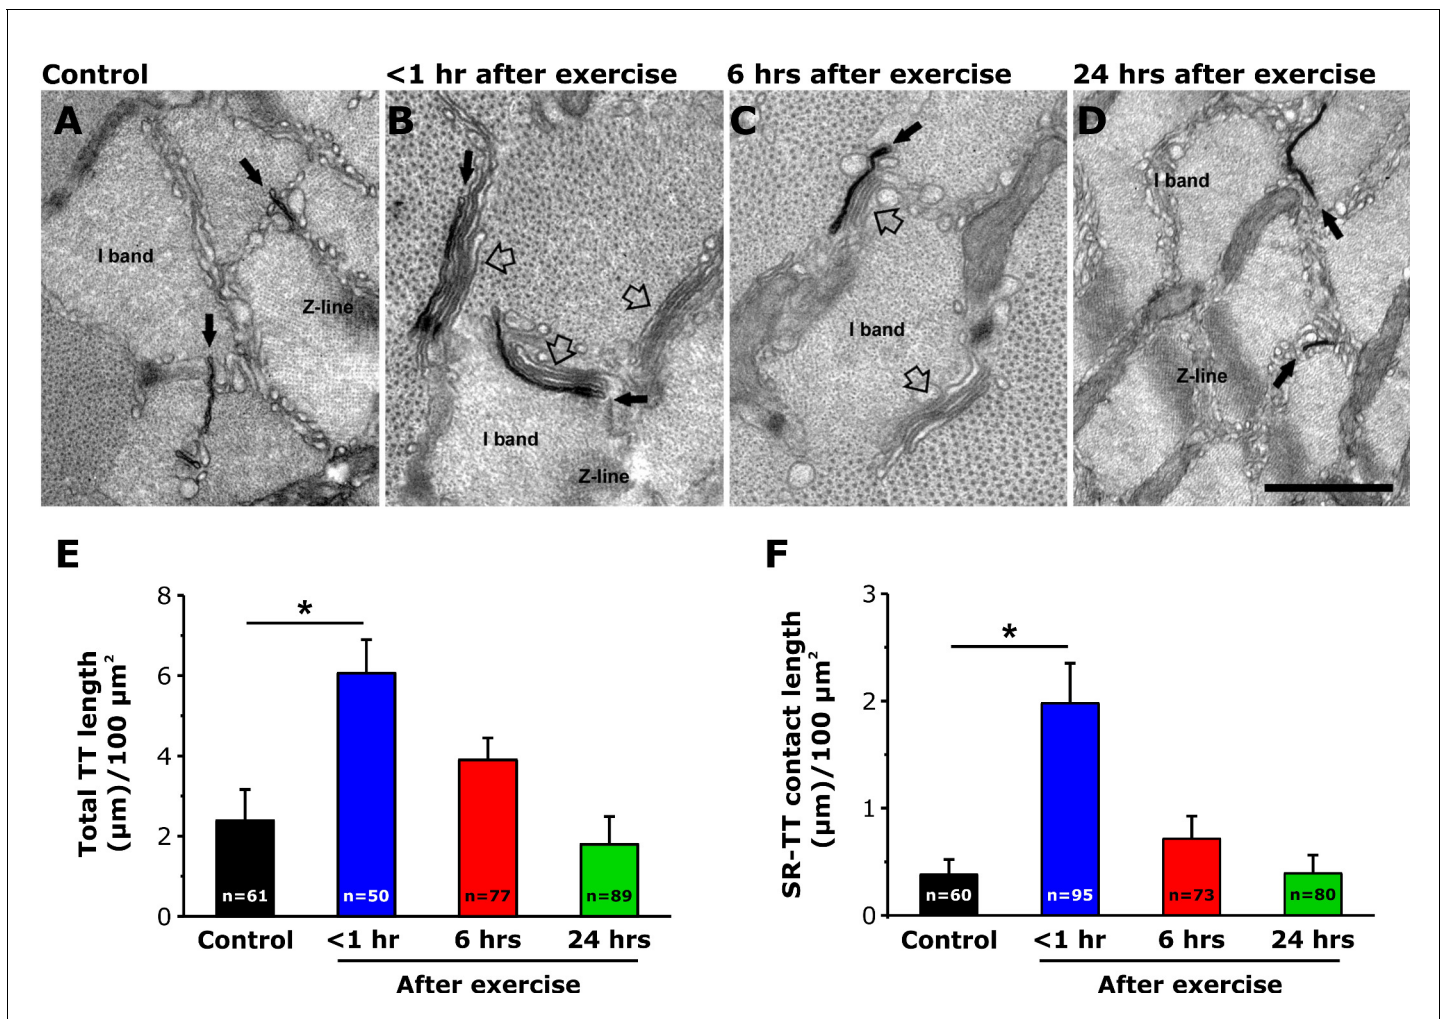 Control
<1 hr after exercise
6 hrs after exercise
24 hrs after exercise
A
B
C
D
I band
Z-line
I band
Z-line
I band
I band
Z-line
E
Total TT length
(µm)/100 µm²
8
6
4
2
0
*
n=61
n=50
n=77
n=89
Control
<1 hr
6 hrs
24 hrs
After exercise
F
SR-TT contact length
(µm)/100 µm²
3
2
1
0
*
n=60
n=95
n=73
n=80
Control
<1 hr
6 hrs
24 hrs
After exercise